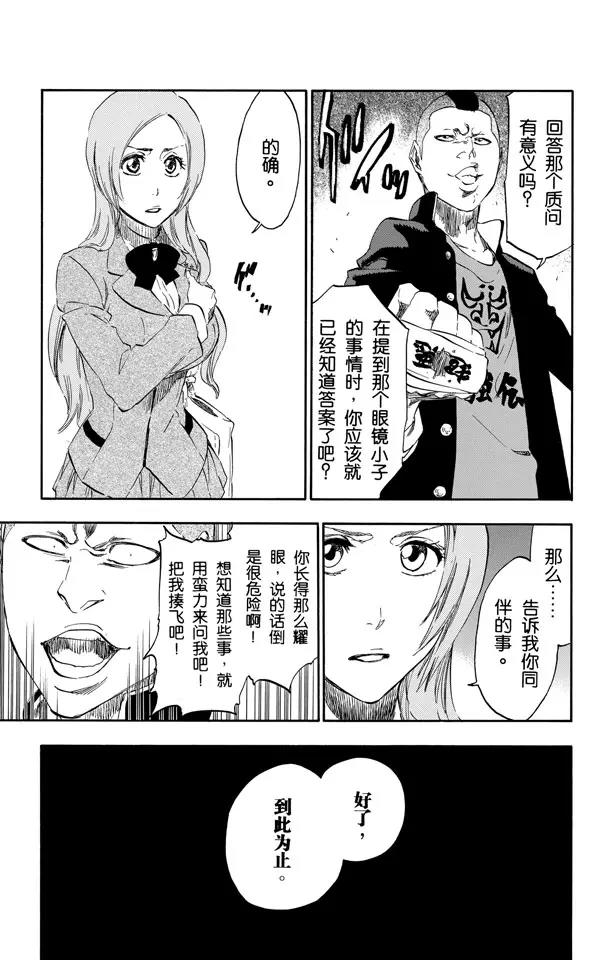 回答那个质问
有意义吗？
在提到那个眼镜小子
的事情时，你应该就
已经知道答案了吧？
的确。
那么……
告诉我你同
伴的事。
你长得那么耀
眼，说的话倒
是很危险啊！
想知道那些事，就
用蛮力来问我吧！
把我揍飞吧！
好了，
到此为止。